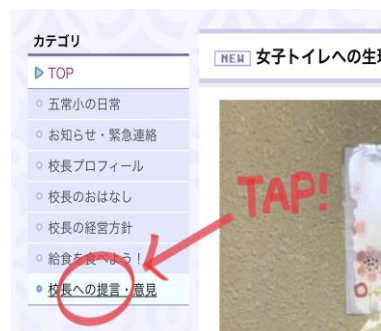 カテゴリ
TOP
五常小の日常
お知らせ・緊急連絡
校長プロフィール
校長のおはなし
校長の経営方針
給食を食べよう！
校長への提言・意見
NEW 女子トイレへの生
TAP!